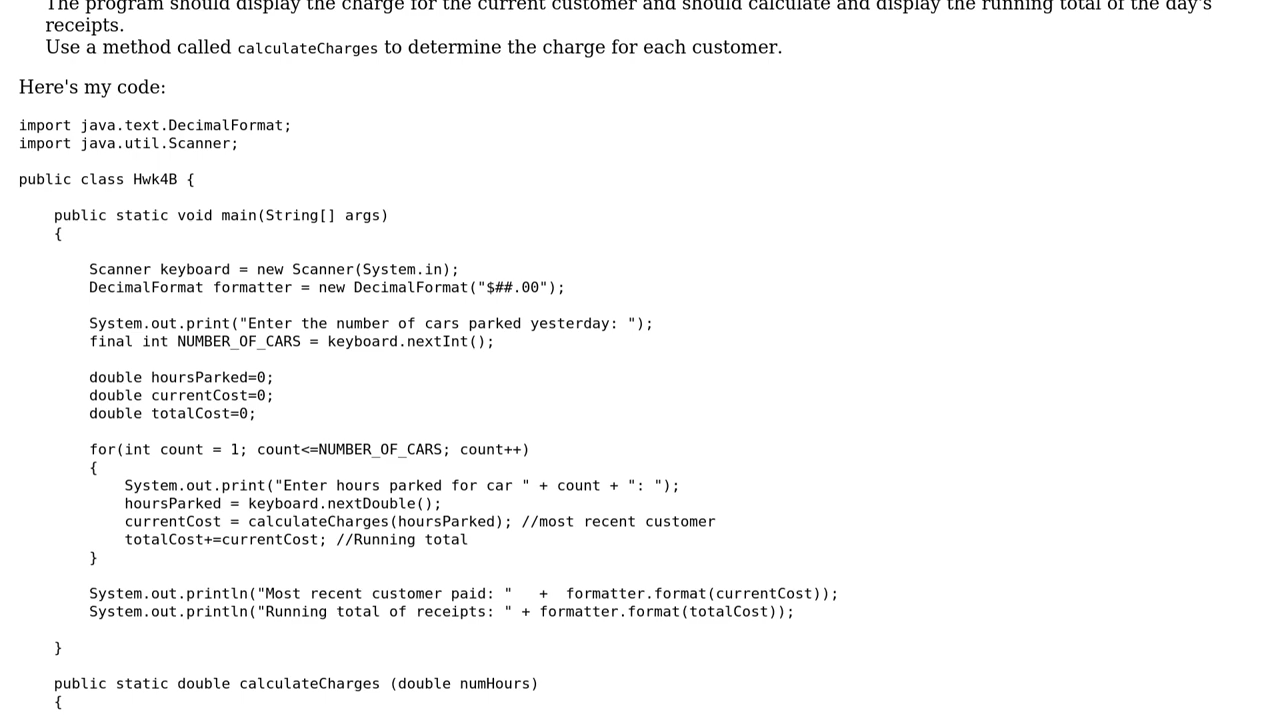 The program should display the charge for the current customer and should calculate and display the running total of the day's
receipts.
Use a method called calculateCharges to determine the charge for each customer.
Here's my code:
import java.text.DecimalFormat;
import java.util.Scanner;
public class Hwk4B {
    public static void main(String[] args)
    {
        Scanner keyboard = new Scanner(System.in);
        DecimalFormat formatter = new DecimalFormat("$##.00");
        System.out.print("Enter the number of cars parked yesterday: ");
        final int NUMBER_OF_CARS = keyboard.nextInt();
        double hoursParked=0;
        double currentCost=0;
        double totalCost=0;
        for(int count = 1; count<=NUMBER_OF_CARS; count++)
        {
            System.out.print("Enter hours parked for car " + count + ": ");
            hoursParked = keyboard.nextDouble();
            currentCost = calculateCharges(hoursParked); //most recent customer
            totalCost+=currentCost; //Running total
        }
        System.out.println("Most recent customer paid: "   +  formatter.format(currentCost));
        System.out.println("Running total of receipts: " + formatter.format(totalCost));
    }
    public static double calculateCharges (double numHours)
    {